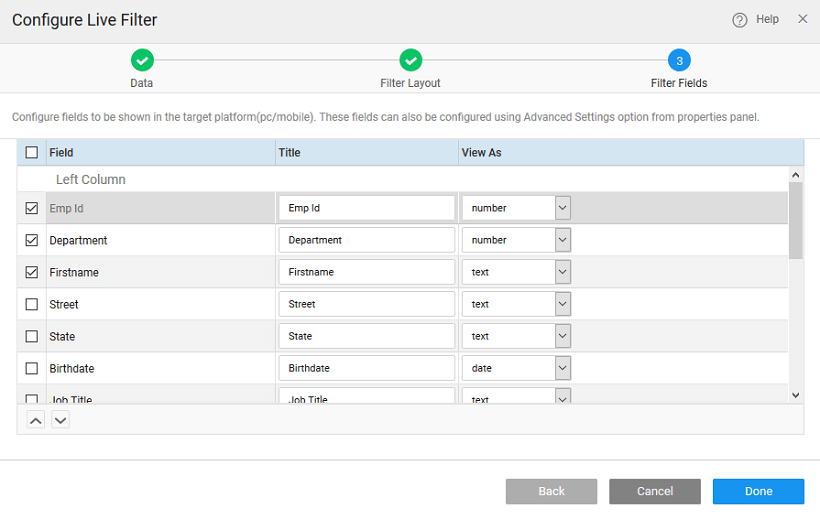 Configure Live Filter
Help
3
Data Filter Layout Filter Fields
Configure fields to be shown in the target platform(pc/mobile). These fields can also be configured using Advanced Settings option from properties panel.
Field Title View As
Left Column
Emp Id Emp Id number
Department Department number
Firstname Firstname text
Street Street text
State State text
Birthdate Birthdate date
Job Title Job Title text
Back Cancel Done